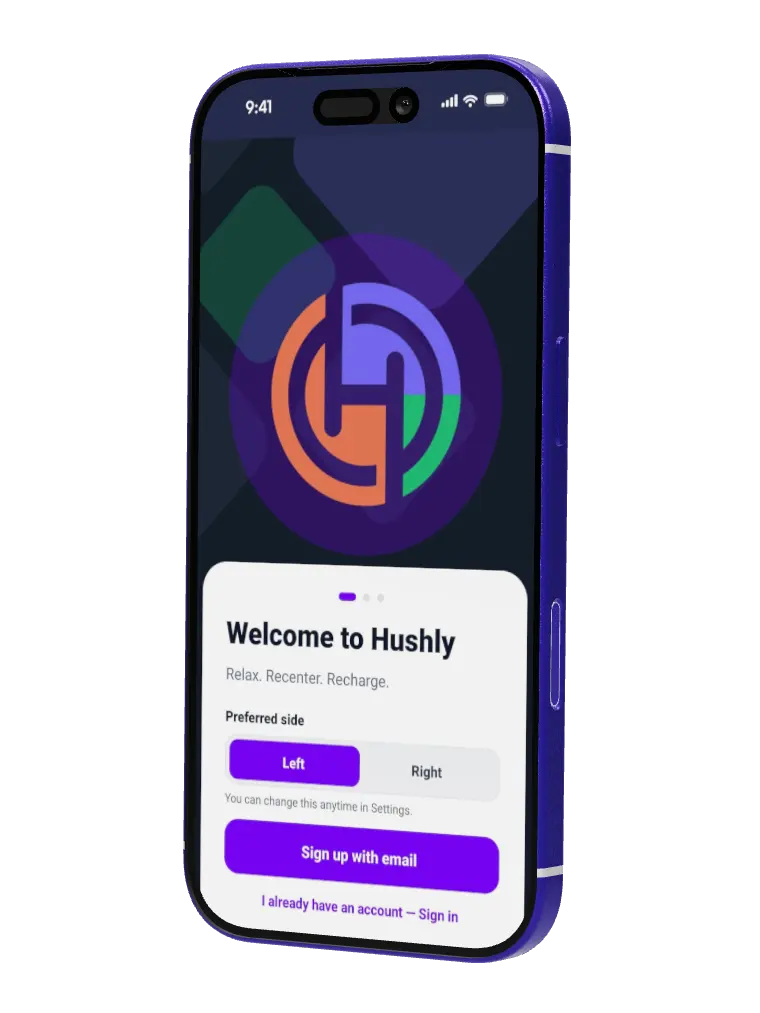 9:41
Welcome to Hushly
Relax. Recenter. Recharge.
Preferred side
Left
Right
You can change this anytime in Settings.
Sign up with email
I already have an account — Sign in